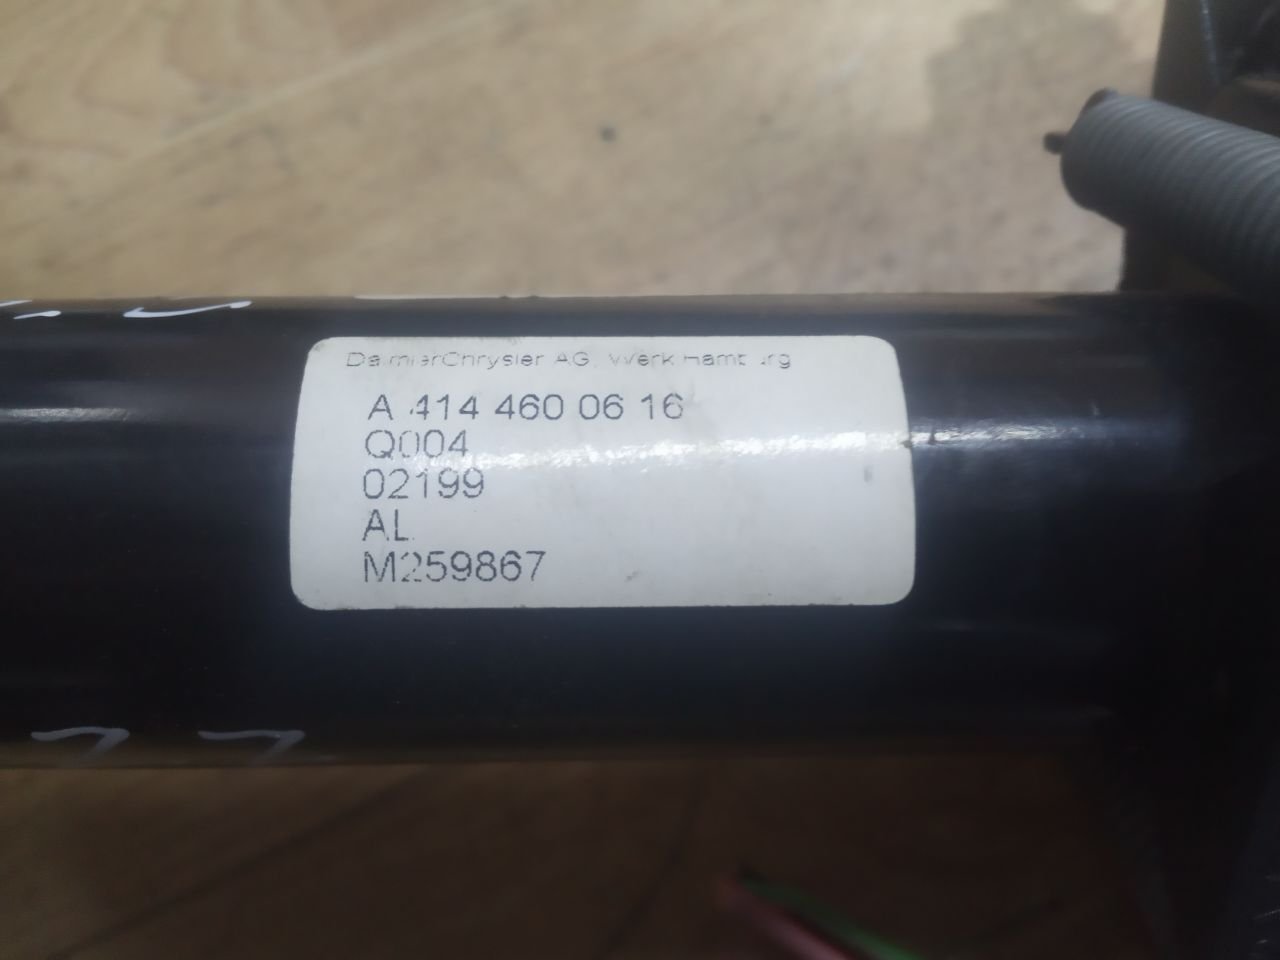 DaimlerChrysler AG, Werk Hamburg
A 414 460 06 16
Q004
02199
AL
M259867